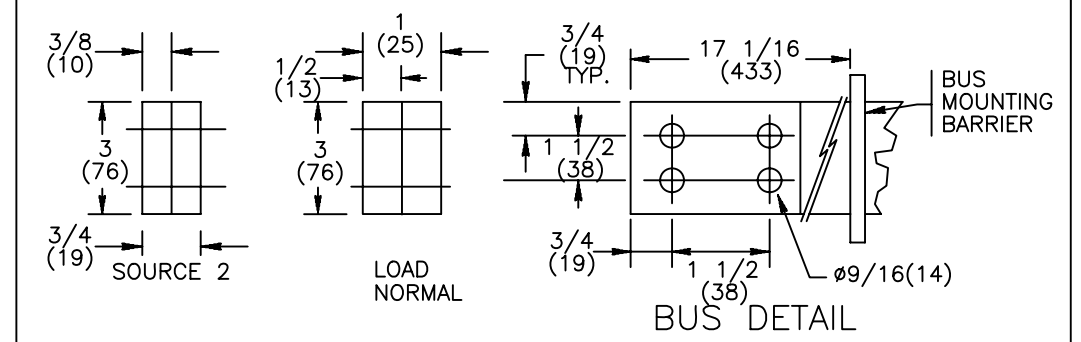 3/8
(10)
3
(76)
3/4
(19)
SOURCE 2
1
(25)
1/2
(13)
3
(76)
LOAD
NORMAL
3/4
(19)
TYP.
17 1/16
(433)
1 1/2
(38)
3/4
(19)
1 1/2
(38)
ø9/16(14)
BUS
MOUNTING
BARRIER
BUS DETAIL